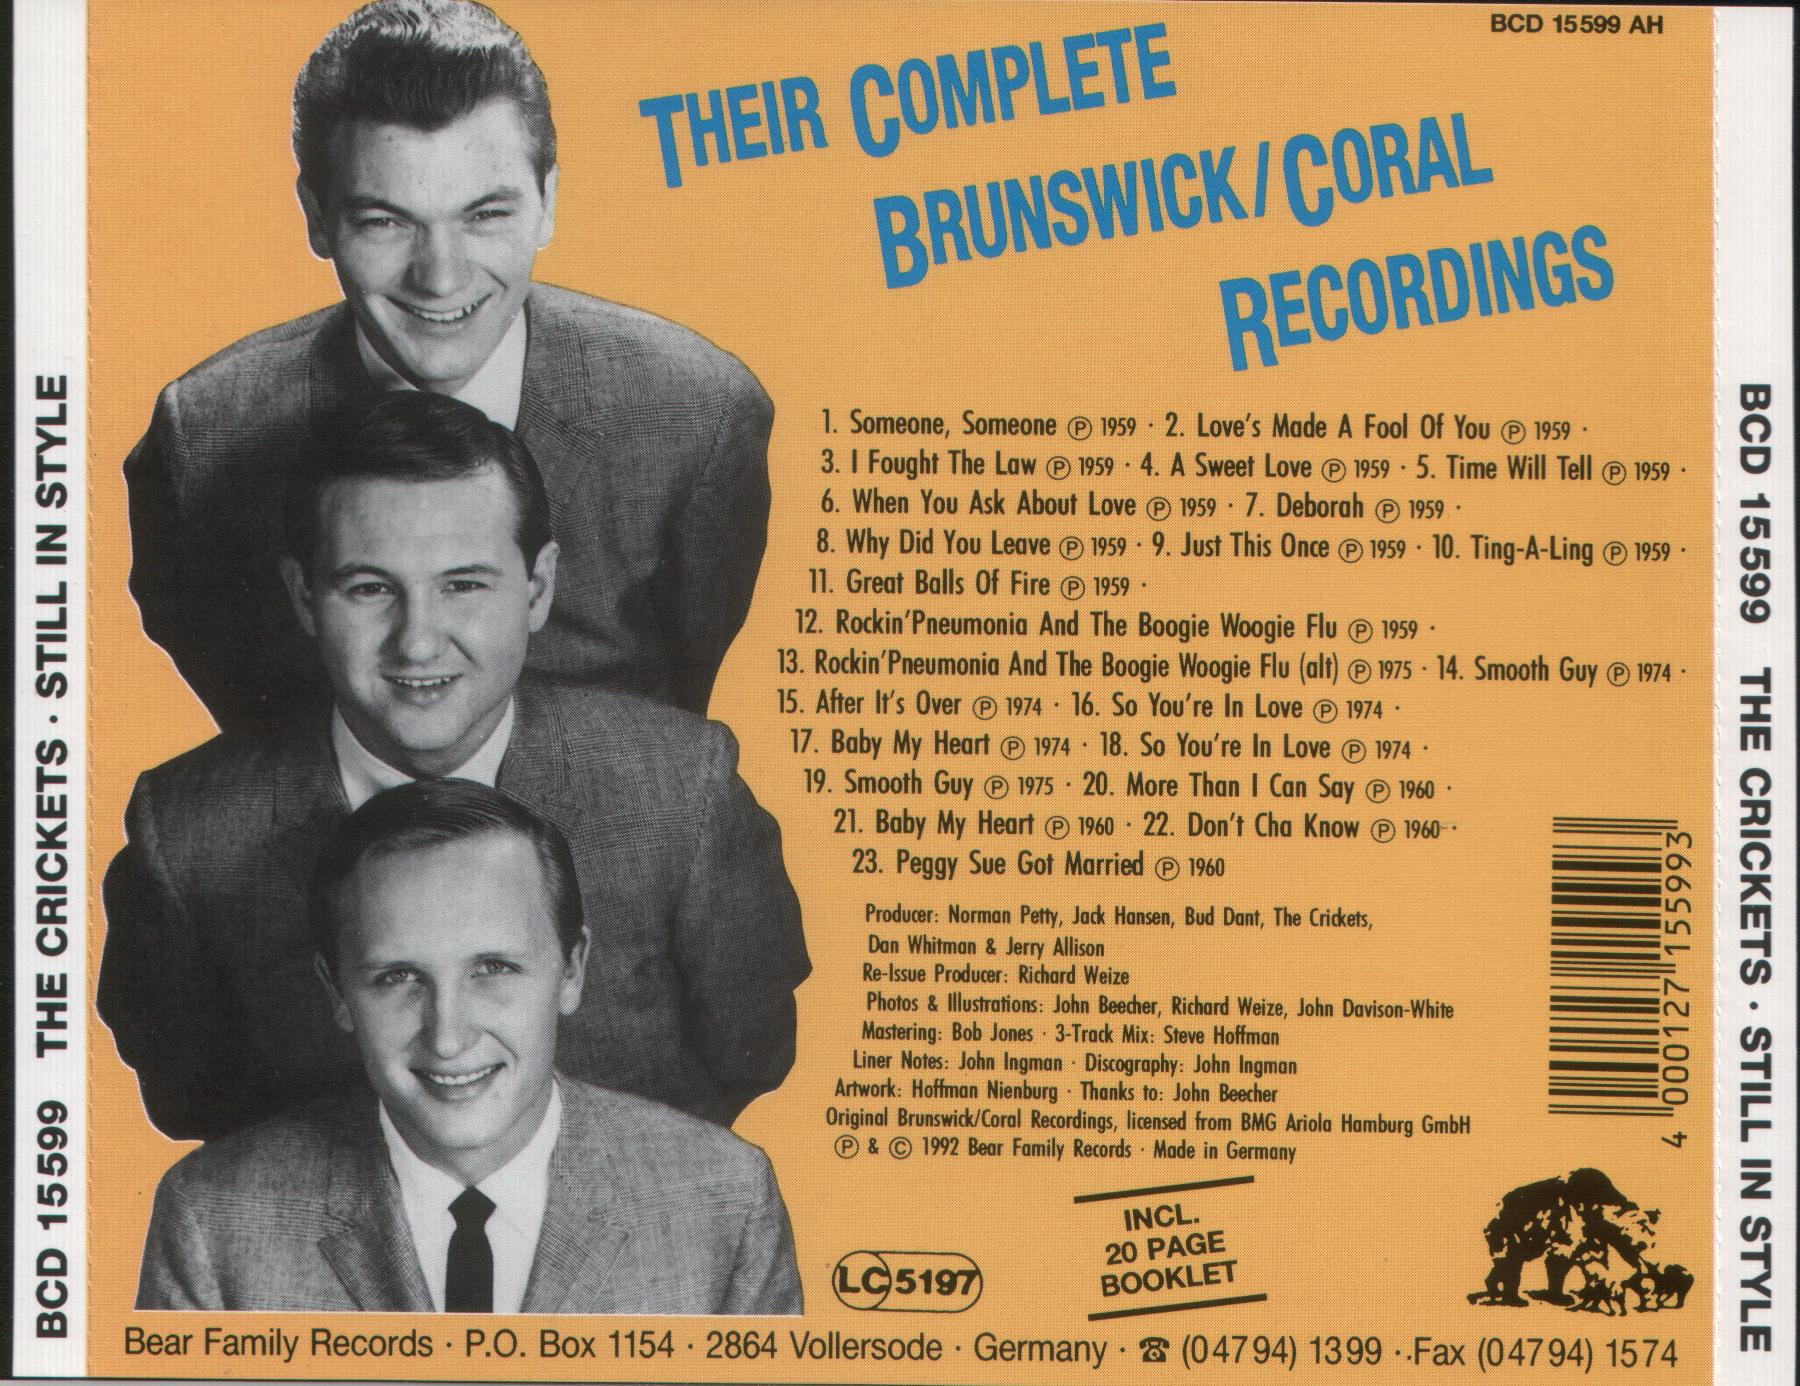 BCD 15599 THE CRICKETS · STILL IN STYLE
BCD 15599 AH
THEIR COMPLETE
BRUNSWICK/CORAL
RECORDINGS
1. Someone, Someone Ⓟ 1959 · 2. Love's Made A Fool Of You Ⓟ 1959 ·
3. I Fought The Law Ⓟ 1959 · 4. A Sweet Love Ⓟ 1959 · 5. Time Will Tell Ⓟ 1959 ·
6. When You Ask About Love Ⓟ 1959 · 7. Deborah Ⓟ 1959 ·
8. Why Did You Leave Ⓟ 1959 · 9. Just This Once Ⓟ 1959 · 10. Ting-A-Ling Ⓟ 1959 ·
11. Great Balls Of Fire Ⓟ 1959 ·
12. Rockin'Pneumonia And The Boogie Woogie Flu Ⓟ 1959 ·
13. Rockin'Pneumonia And The Boogie Woogie Flu (alt) Ⓟ 1975 · 14. Smooth Guy Ⓟ 1974 ·
15. After It's Over Ⓟ 1974 · 16. So You're In Love Ⓟ 1974 ·
17. Baby My Heart Ⓟ 1974 · 18. So You're In Love Ⓟ 1974 ·
19. Smooth Guy Ⓟ 1975 · 20. More Than I Can Say Ⓟ 1960 ·
21. Baby My Heart Ⓟ 1960 · 22. Don't Cha Know Ⓟ 1960 ·
23. Peggy Sue Got Married Ⓟ 1960
Producer: Norman Petty, Jack Hansen, Bud Dant, The Crickets,
Dan Whitman & Jerry Allison
Re-Issue Producer: Richard Weize
Photos & Illustrations: John Beecher, Richard Weize, John Davison-White
Mastering: Bob Jones · 3-Track Mix: Steve Hoffman
Liner Notes: John Ingman · Discography: John Ingman
Artwork: Hoffman Nienburg · Thanks to: John Beecher
Original Brunswick/Coral Recordings, licensed from BMG Ariola Hamburg GmbH
Ⓟ & © 1992 Bear Family Records · Made in Germany
4 000127 155993
LC 5197
INCL.
20 PAGE
BOOKLET
Bear Family Records · P.O. Box 1154 · 2864 Vollersode · Germany · ☎ (04794) 1399 · Fax (04794) 1574
BCD 15599 THE CRICKETS · STILL IN STYLE